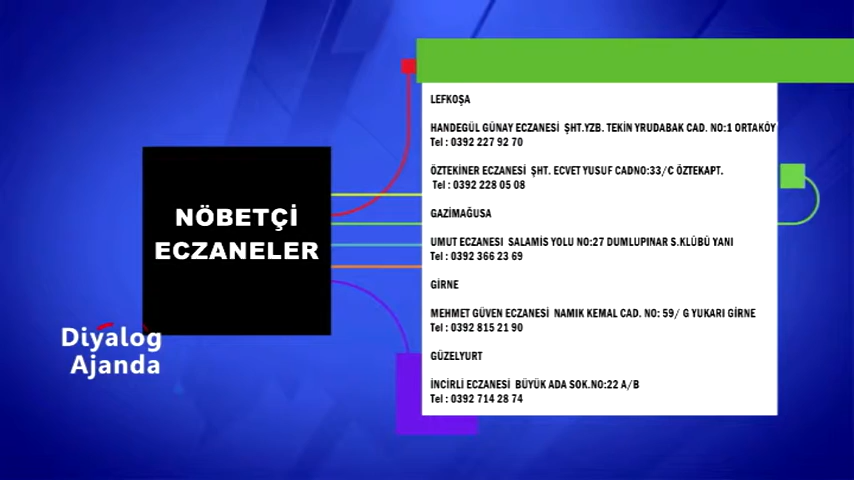 NÖBETÇİ
ECZANELER
Diyalog
Ajanda
LEFKOŞA
HANDEGÜL GÜNAY ECZANESİ ŞHT.YZB. TEKİN YRUDABAK CAD. NO:1 ORTAKÖY
Tel : 0392 227 92 70
ÖZTEKİNER ECZANESİ ŞHT. ECVET YUSUF CADNO:33/C ÖZTEKAPT.
Tel : 0392 228 05 08
GAZİMAĞUSA
UMUT ECZANESI SALAMİS YOLU NO:27 DUMLUPINAR S.KLÜBÜ YANI
Tel : 0392 366 23 69
GİRNE
MEHMET GÜVEN ECZANESİ NAMIK KEMAL CAD. NO: 59/ G YUKARI GİRNE
Tel : 0392 815 21 90
GÜZELYURT
İNCİRLİ ECZANESİ BÜYÜK ADA SOK.NO:22 A/B
Tel : 0392 714 28 74